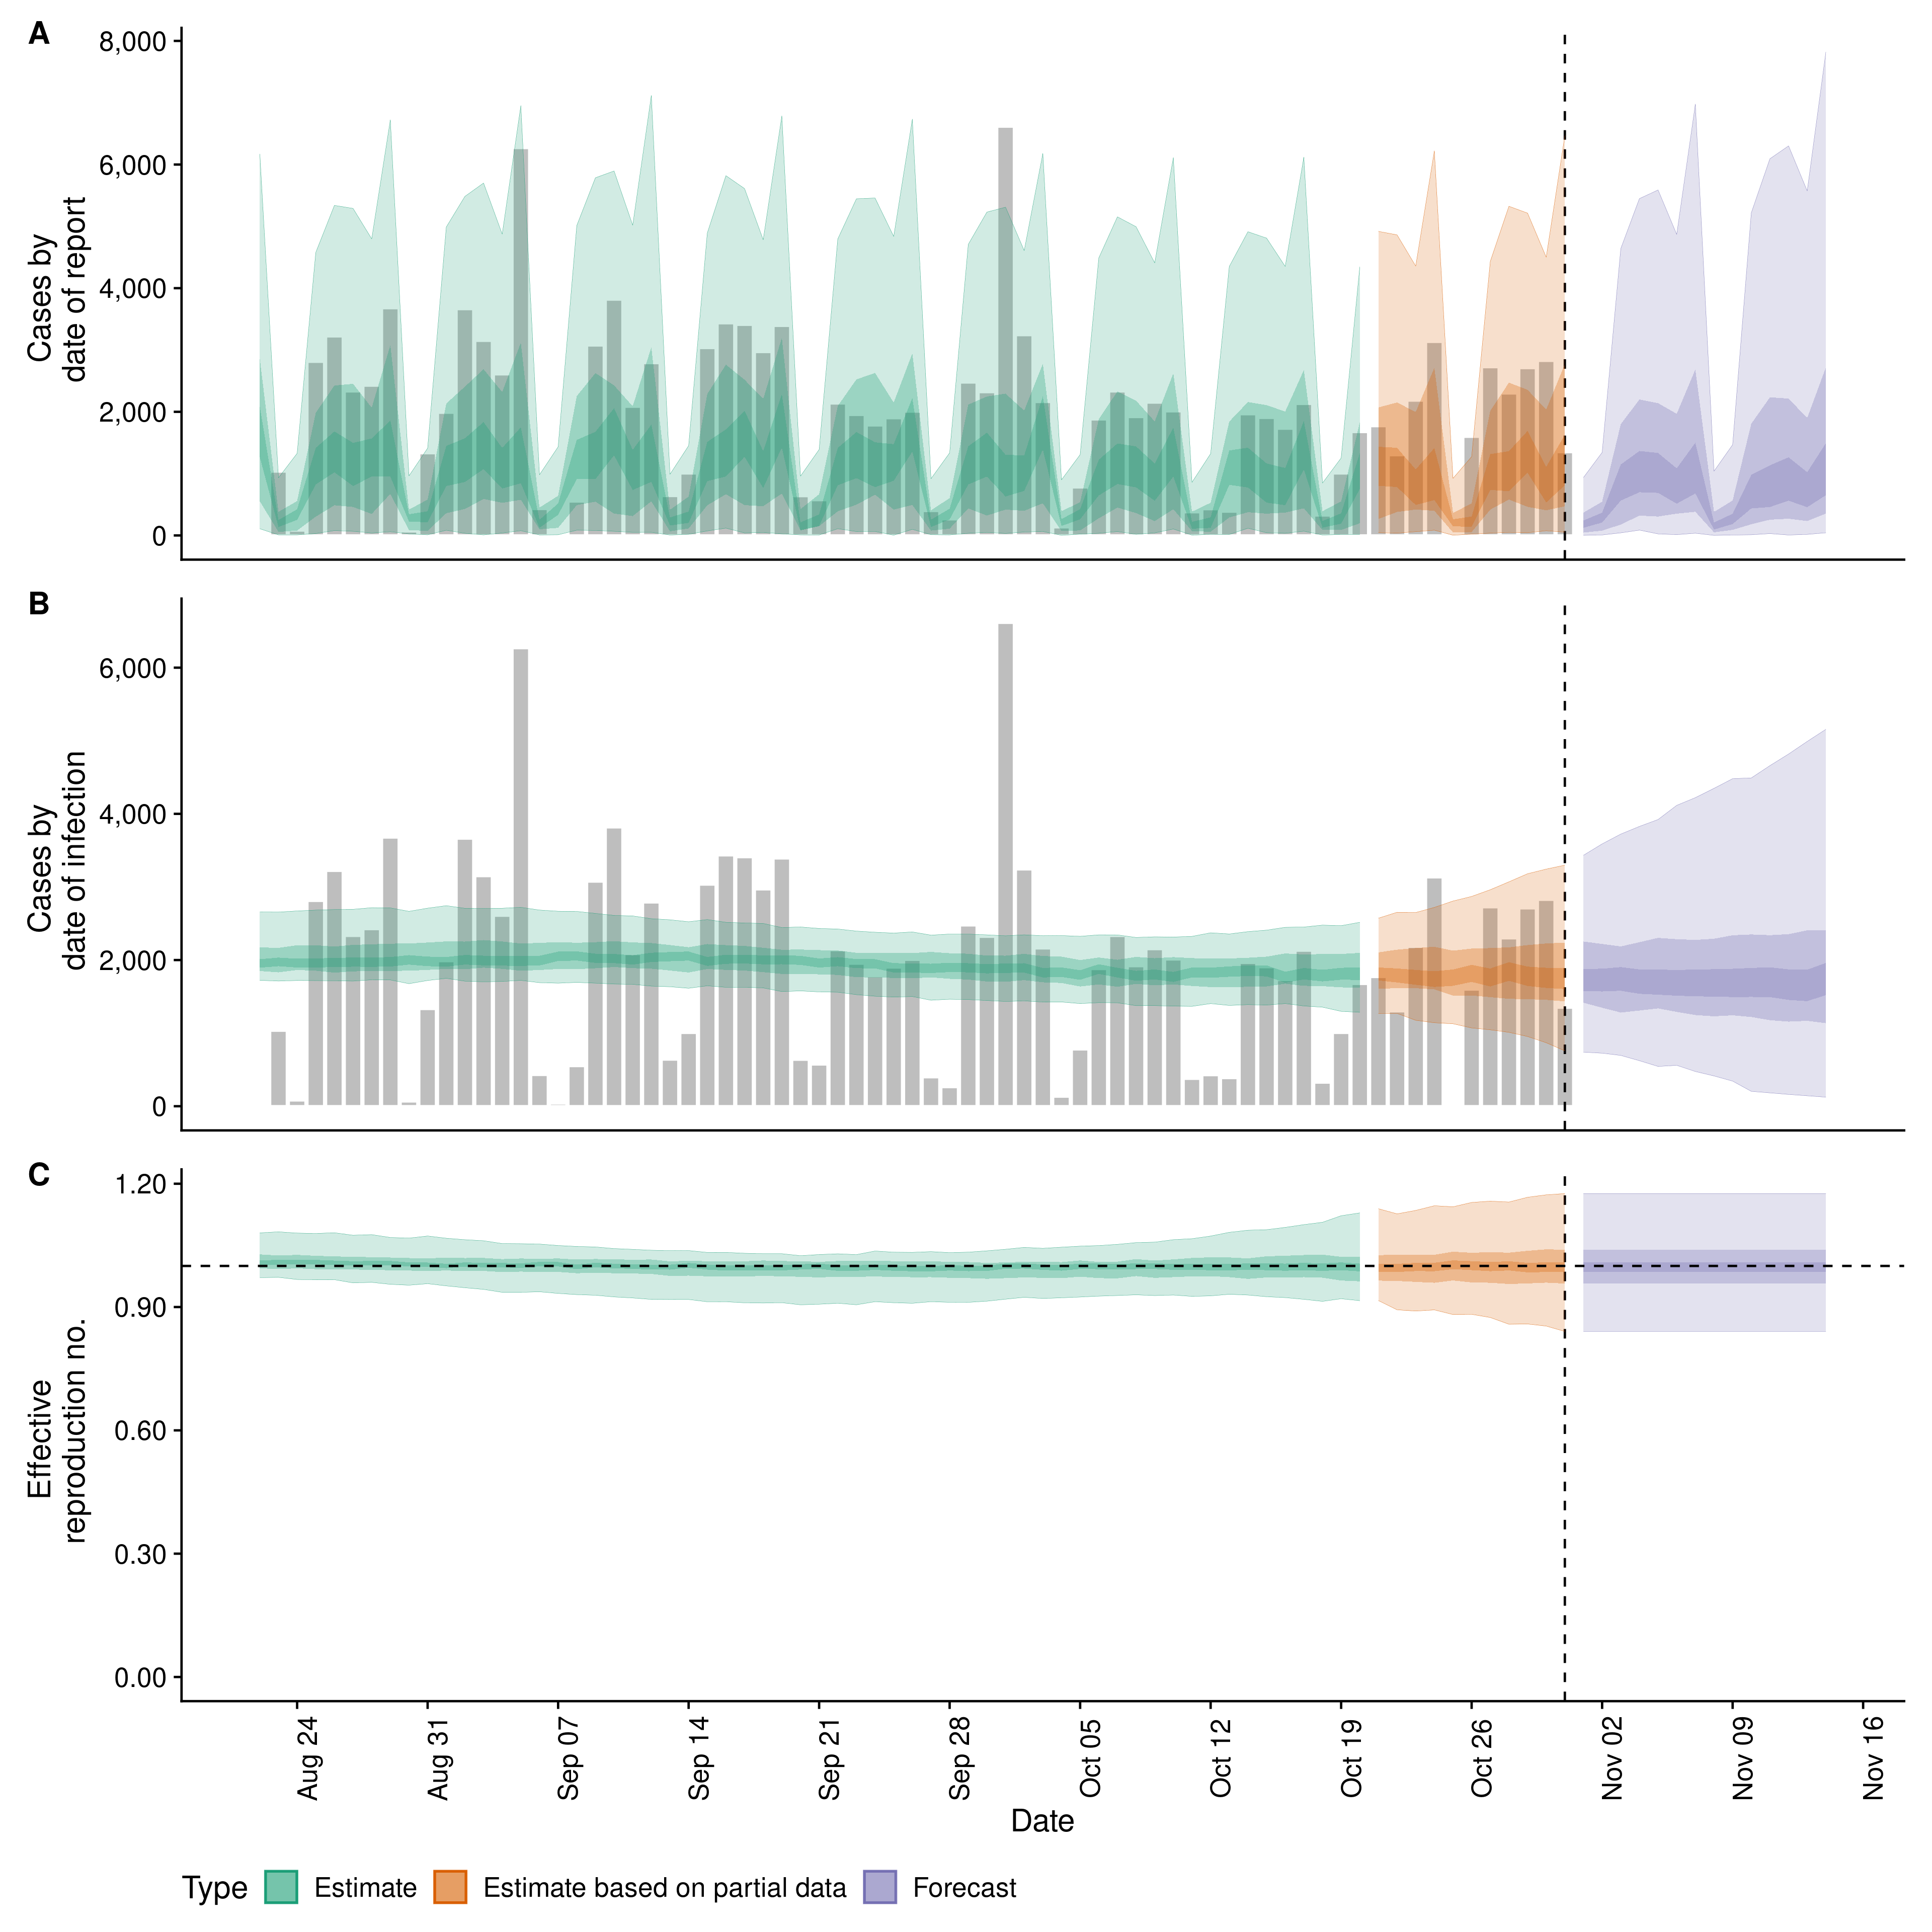 A
8,000
6,000
4,000
2,000
0
Cases by
date of report
B
6,000
4,000
2,000
0
Cases by
date of infection
C
1.20
0.90
0.60
0.30
0.00
Effective
reproduction no.
Aug 24
Aug 31
Sep 07
Sep 14
Sep 21
Sep 28
Oct 05
Oct 12
Oct 19
Oct 26
Nov 02
Nov 09
Nov 16
Date
Type Estimate Estimate based on partial data Forecast